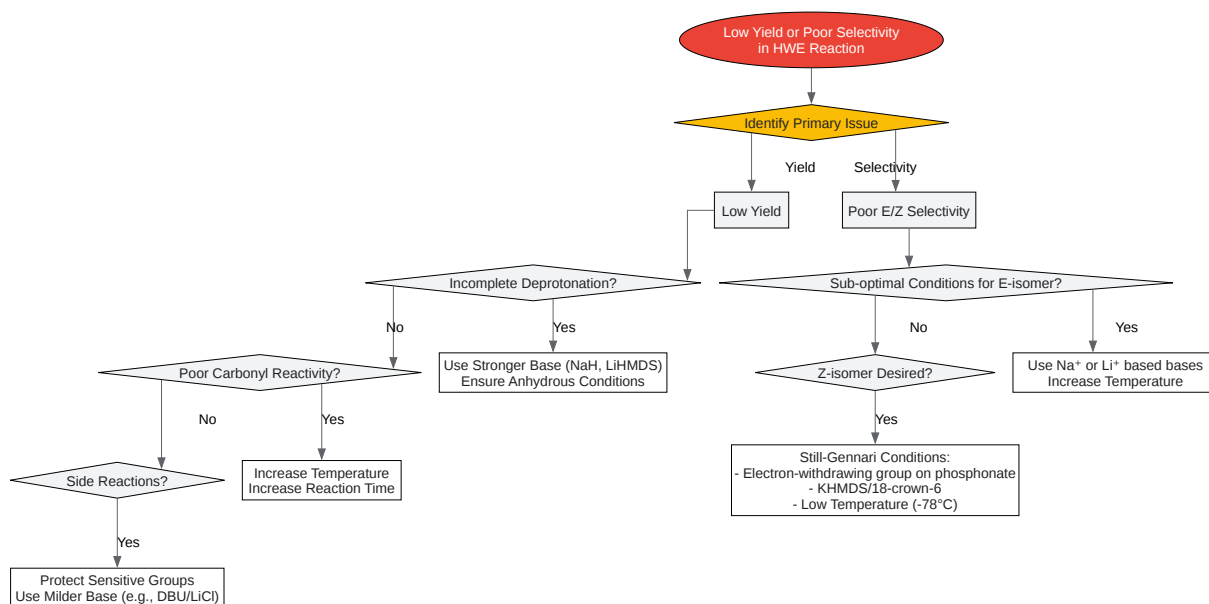 Low Yield or Poor Selectivity
in HWE Reaction
Identify Primary Issue
Yield
Selectivity
Low Yield
Poor E/Z Selectivity
Incomplete Deprotonation?
Sub-optimal Conditions for E-isomer?
No
Yes
No
Yes
Poor Carbonyl Reactivity?
Use Stronger Base (NaH, LiHMDS)
Ensure Anhydrous Conditions
Z-isomer Desired?
Use Na⁺ or Li⁺ based bases
Increase Temperature
No
Yes
Yes
Side Reactions?
Increase Temperature
Increase Reaction Time
Still-Gennari Conditions:
- Electron-withdrawing group on phosphonate
- KHMDS/18-crown-6
- Low Temperature (-78°C)
Yes
Protect Sensitive Groups
Use Milder Base (e.g., DBU/LiCl)